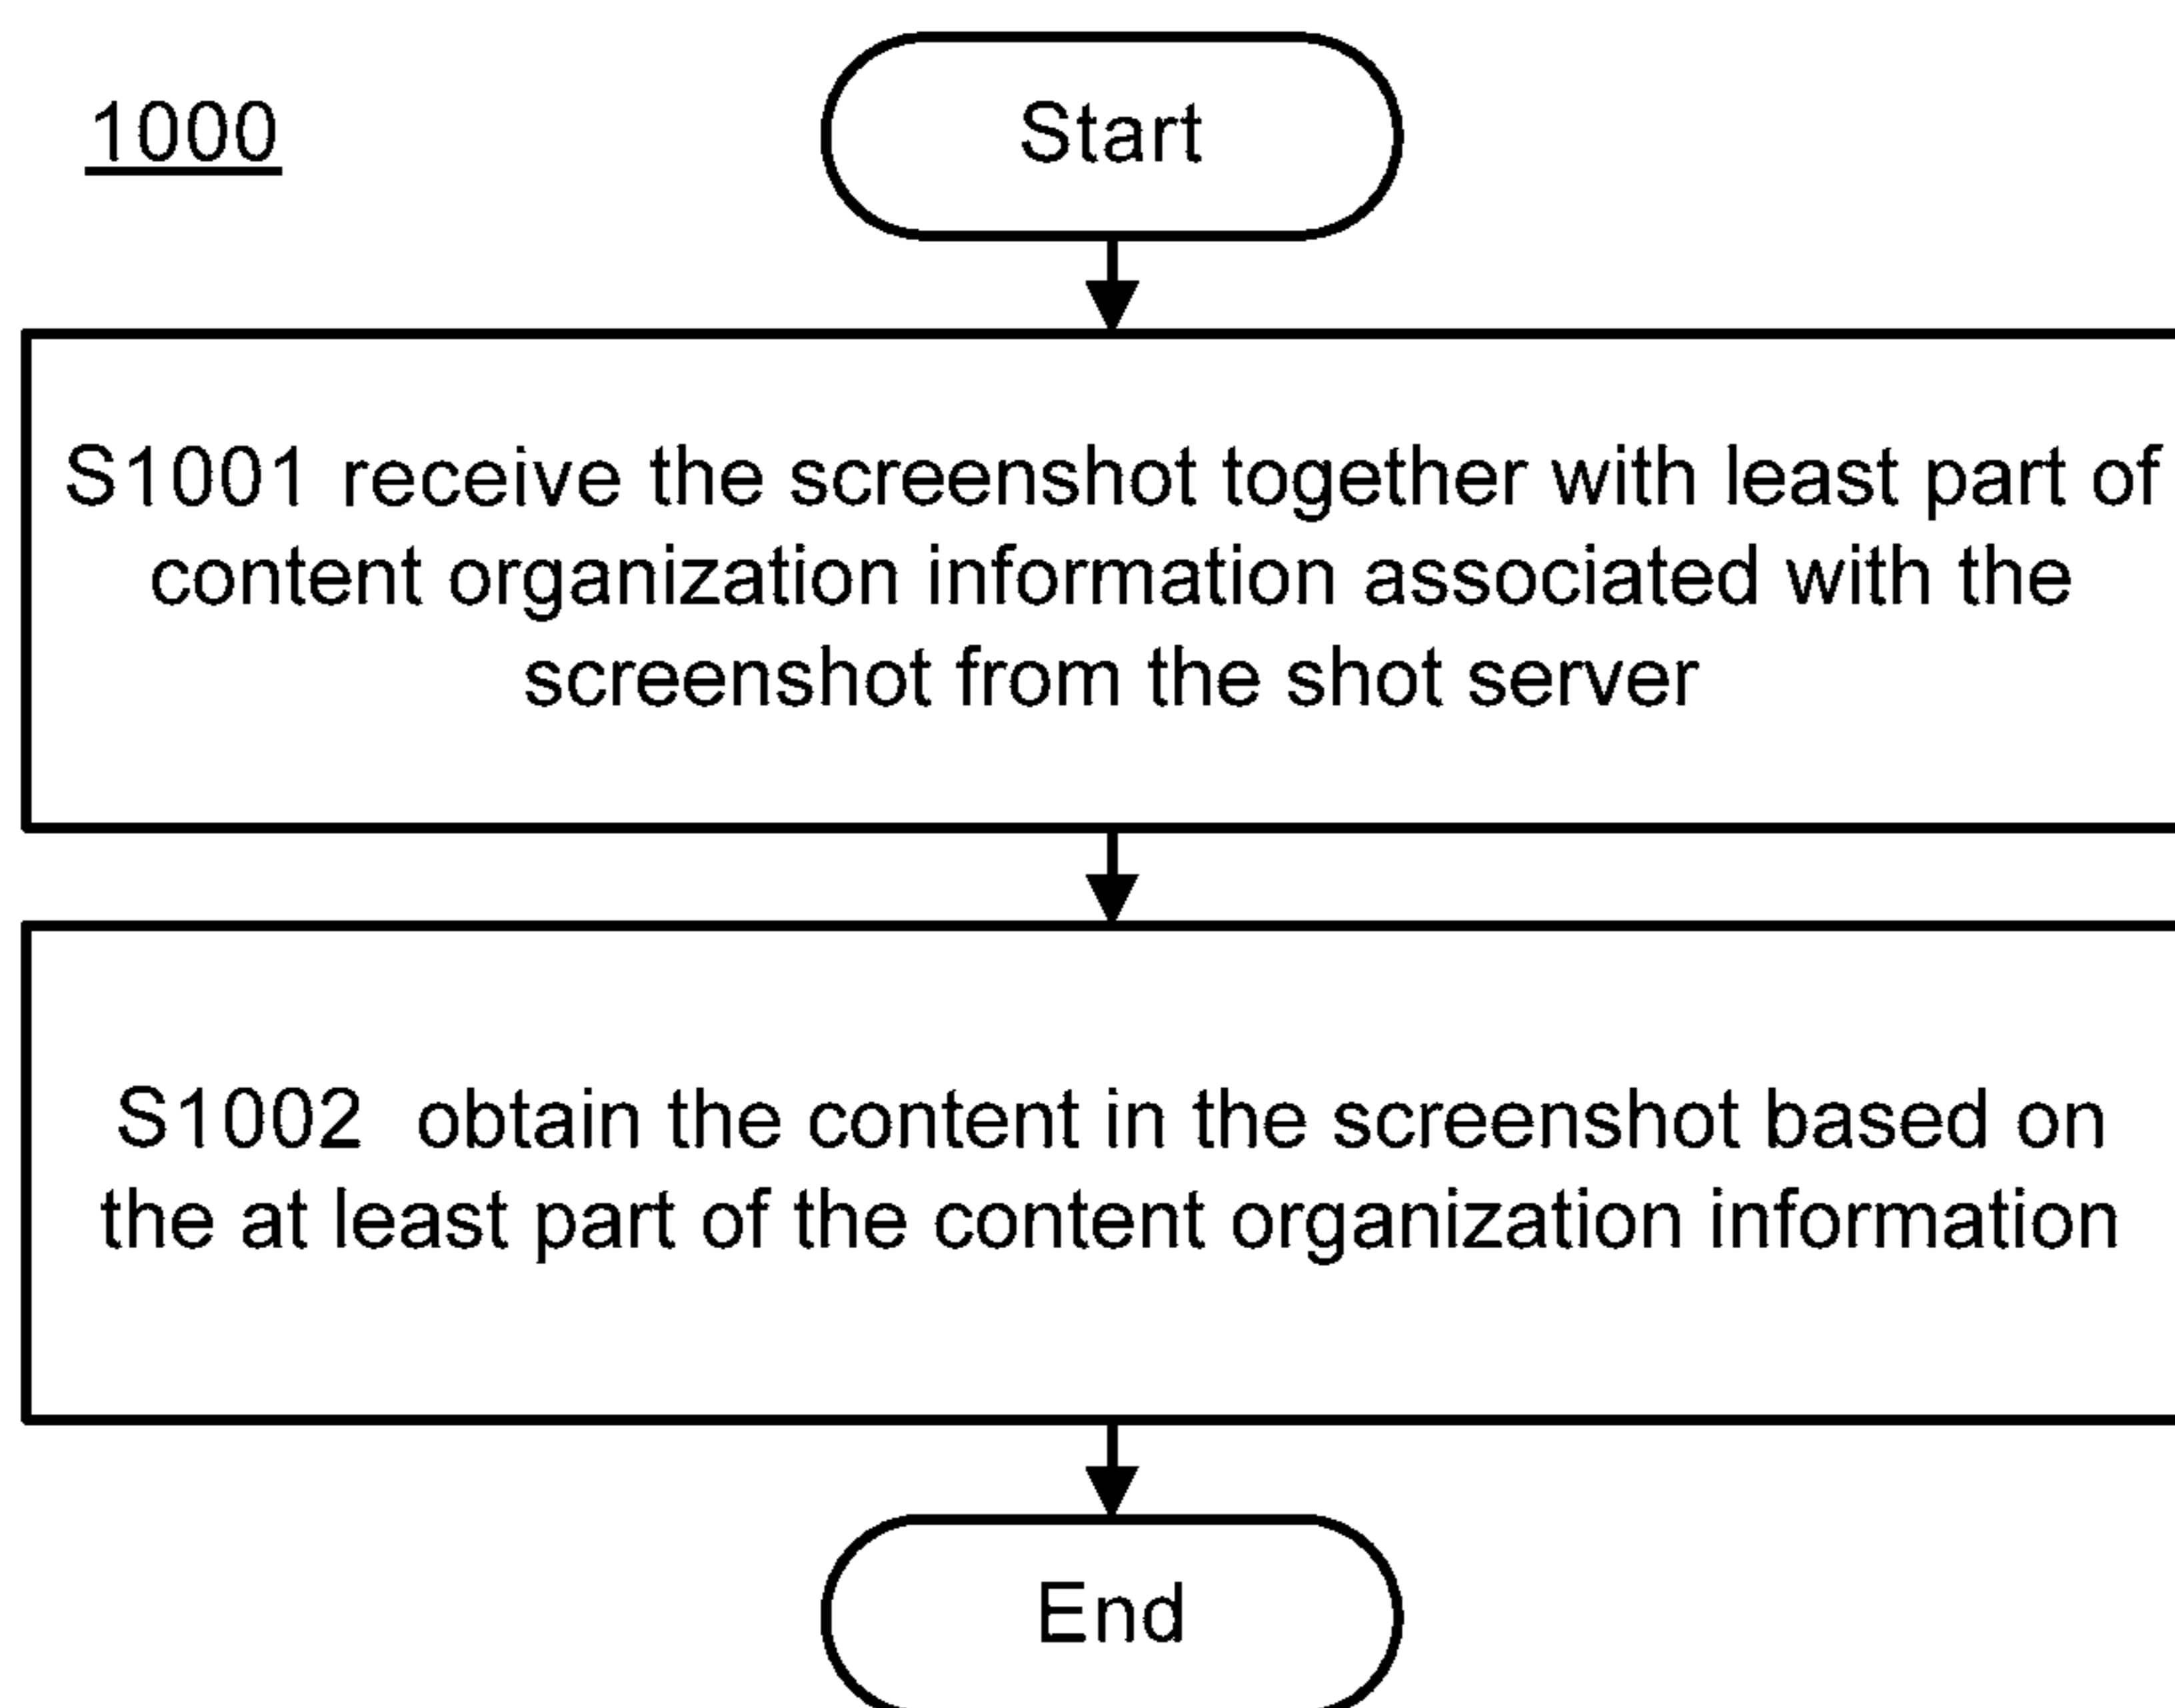 1000
Start
S1001 receive the screenshot together with least part of
content organization information associated with the
screenshot from the shot server
S1002 obtain the content in the screenshot based on
the at least part of the content organization information
End